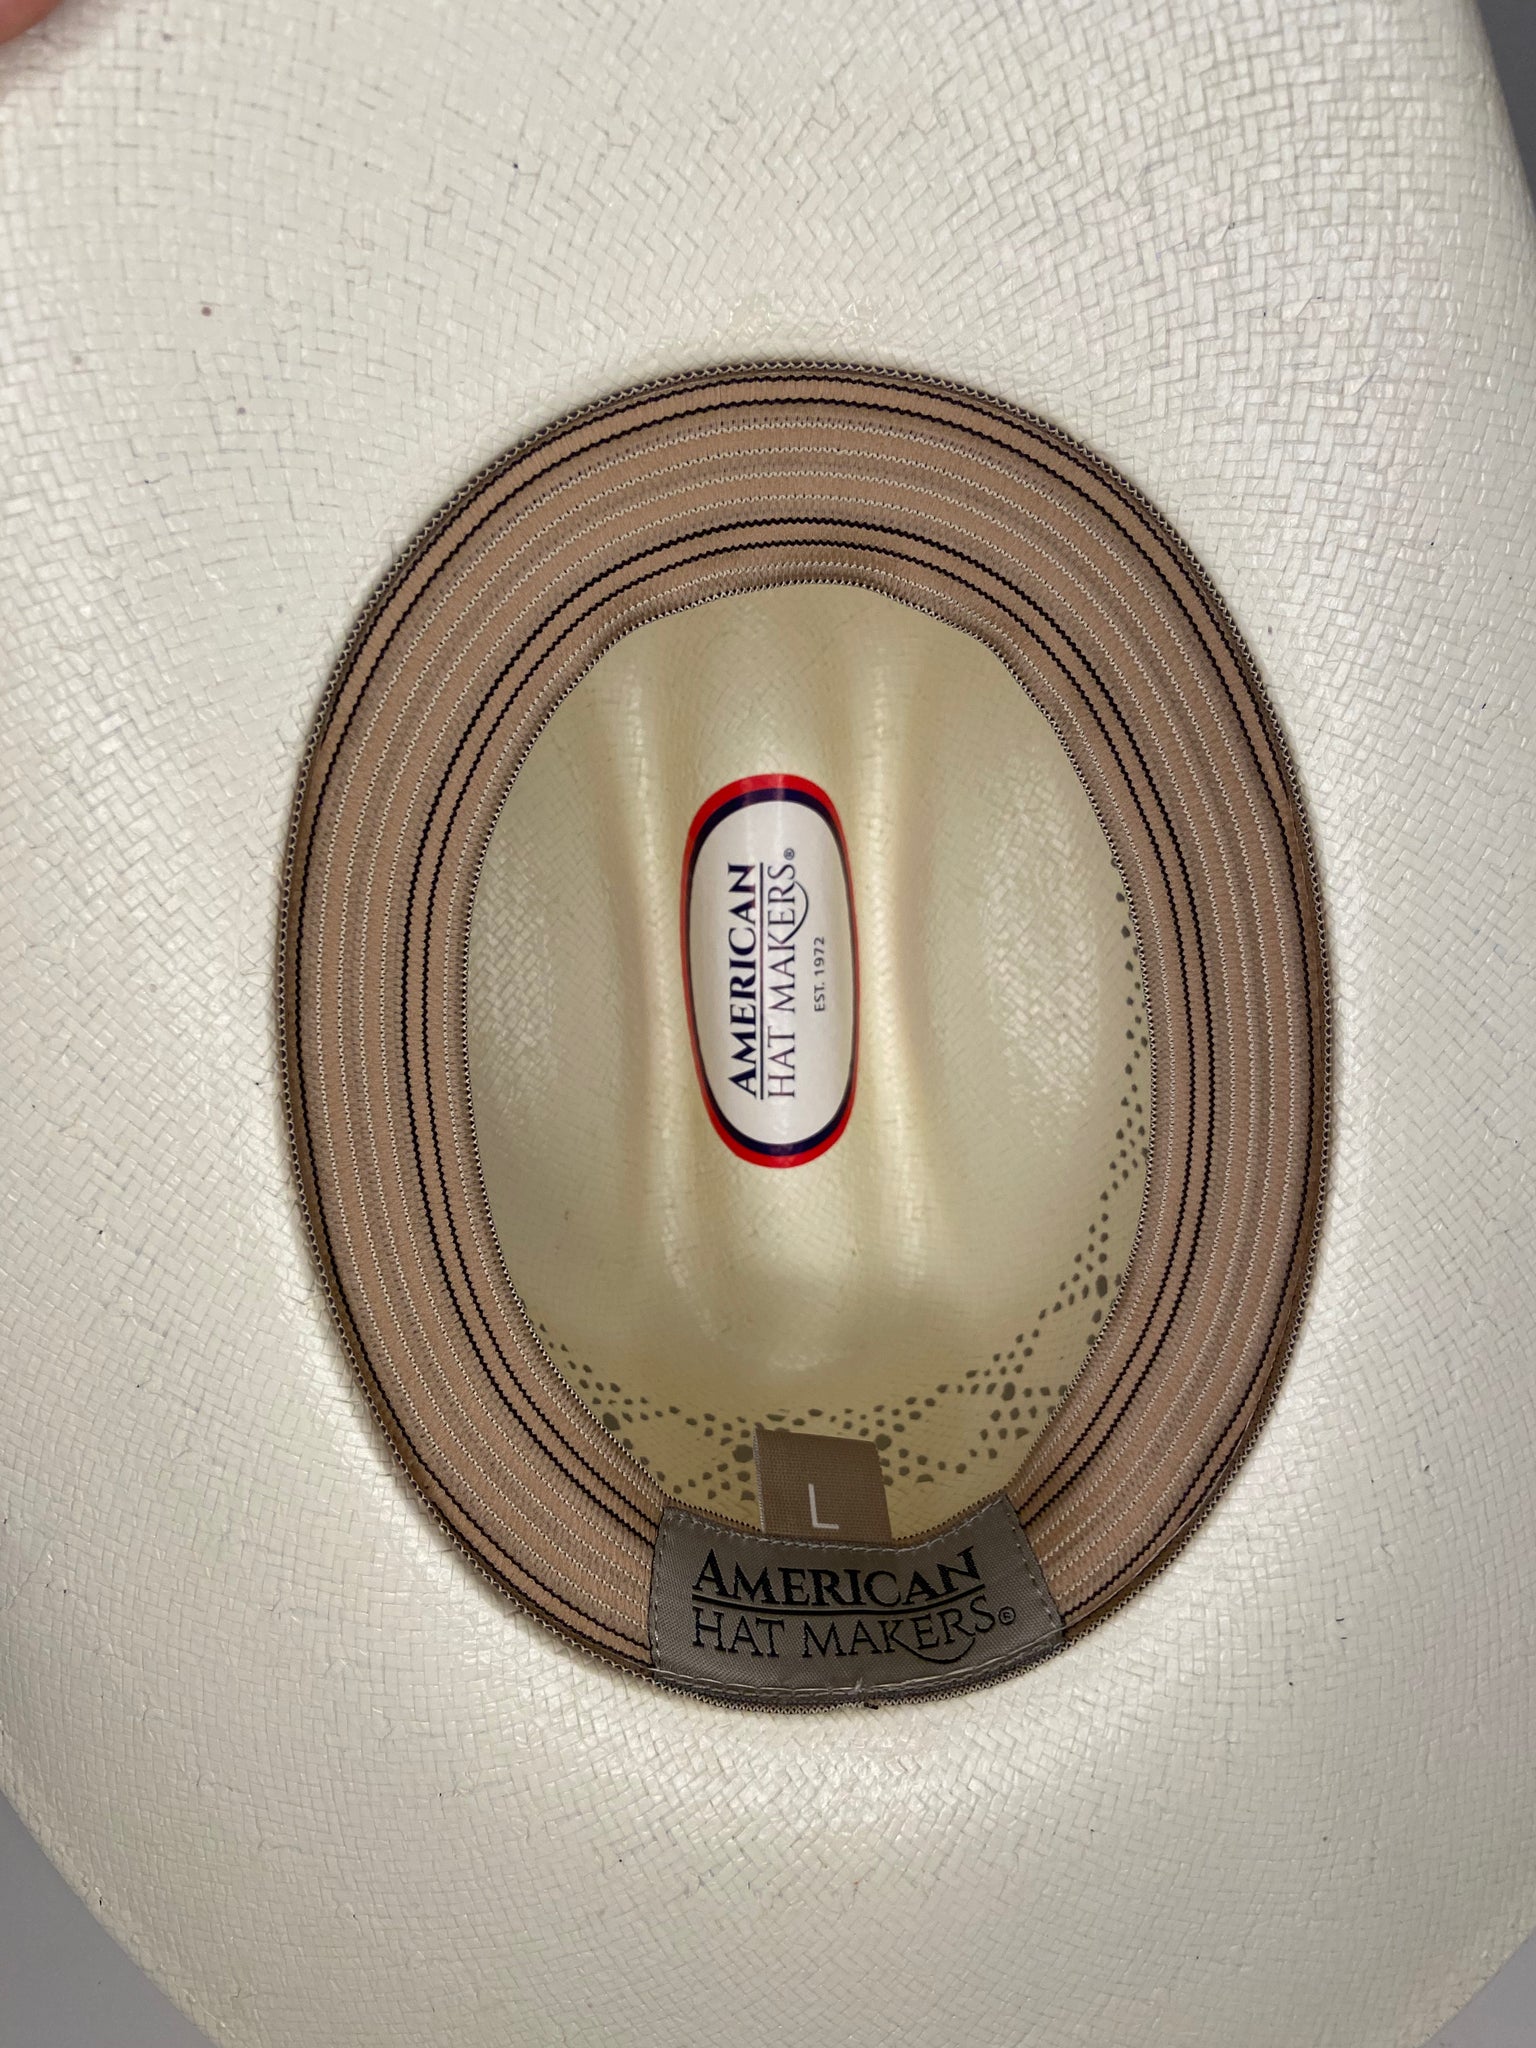 AMERICAN
HAT MAKERS®
EST. 1972
L
AMERICAN
HAT MAKERS®